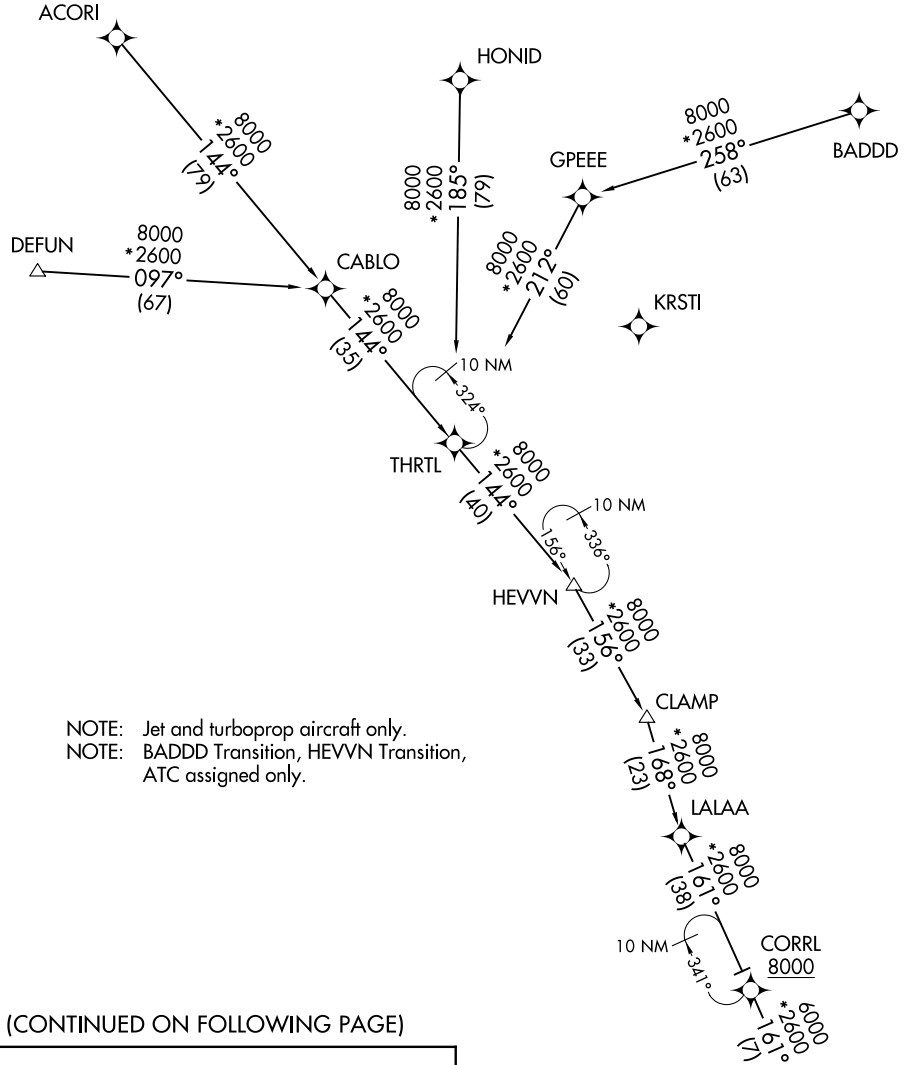 ACORI
8000
*2600
144°
(79)
HONID
8000
*2600
185°
(79)
GPEEE
8000
*2600
258°
(63)
BADDD
DEFUN
8000
*2600
097°
(67)
CABLO
8000
*2600
144°
(35)
8000
*2600
212°
(60)
KRSTI
10 NM
324°
THRTL
8000
*2600
144°
(40)
10 NM
156°
336°
HEVVN
8000
*2600
156°
(33)
CLAMP
8000
*2600
168°
(23)
NOTE: Jet and turboprop aircraft only.
NOTE: BADDD Transition, HEVVN Transition,
ATC assigned only.
LALAA
8000
*2600
161°
(38)
10 NM
341°
CORRL
8000
6000
*2600
161°
(7)
(CONTINUED ON FOLLOWING PAGE)